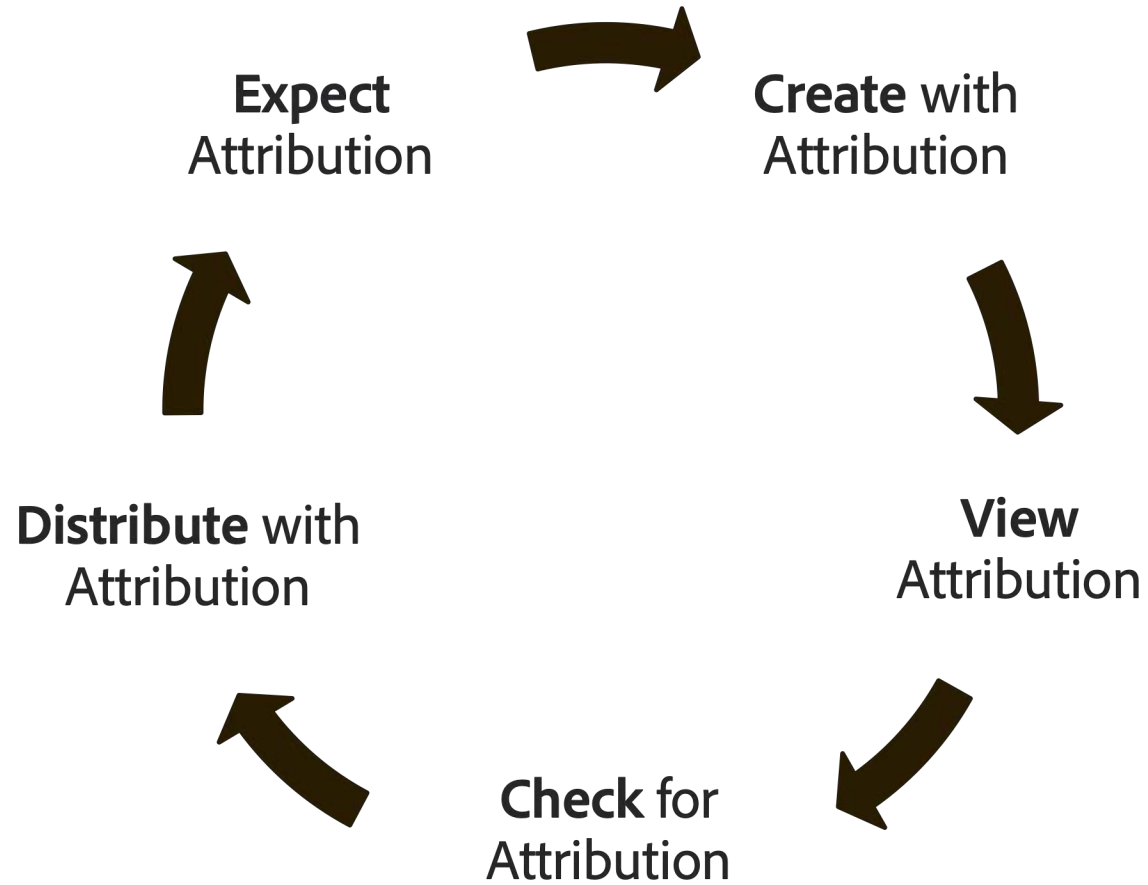 Expect
Attribution
Create with
Attribution
View
Attribution
Check for
Attribution
Distribute with
Attribution